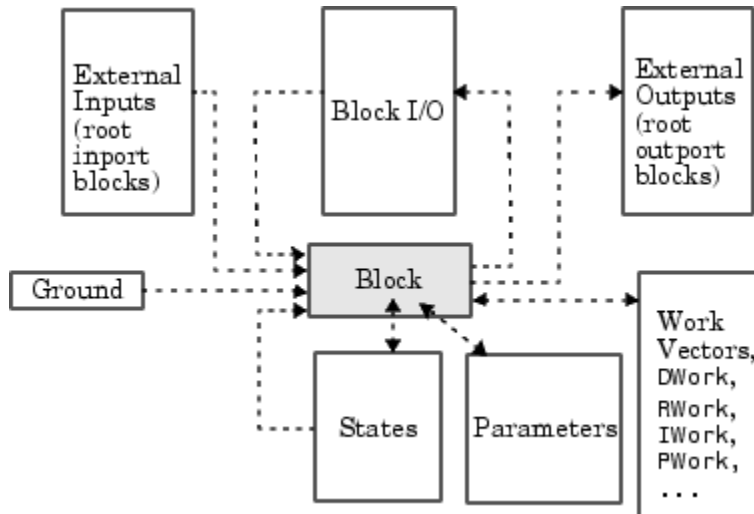 External
Inputs
(root
inport
blocks)
Block I/O
External
Outputs
(root
outport
blocks)
Ground
Block
Work
Vectors,
DWork,
RWork,
IWork,
PWork,
...
States
Parameters